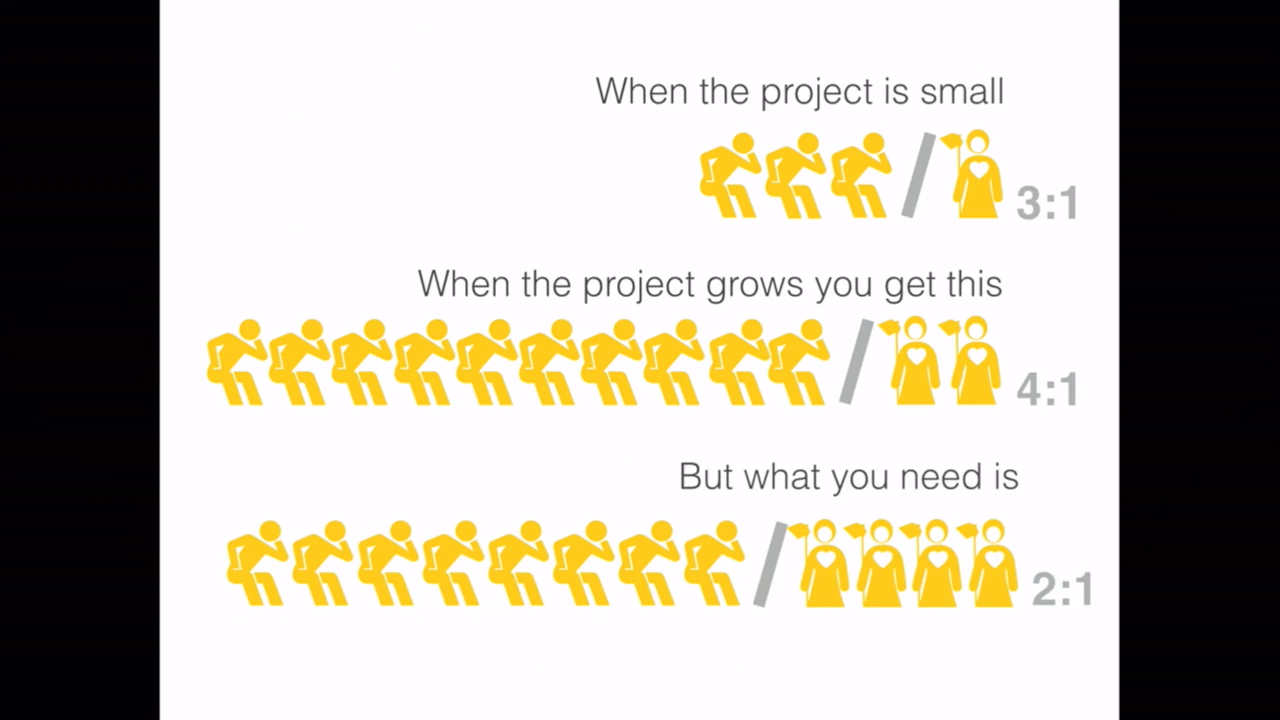 When the project is small
3:1
When the project grows you get this
4:1
But what you need is
2:1